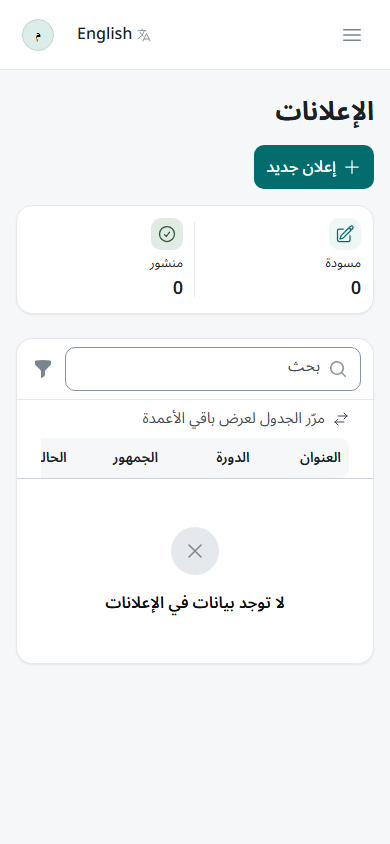 English
م
الإعلانات
إعلان جديد
مسودة
0
منشور
0
بحث
مرّر الجدول لعرض باقي الأعمدة
العنوان الدورة الجمهور الحال
لا توجد بيانات في الإعلانات